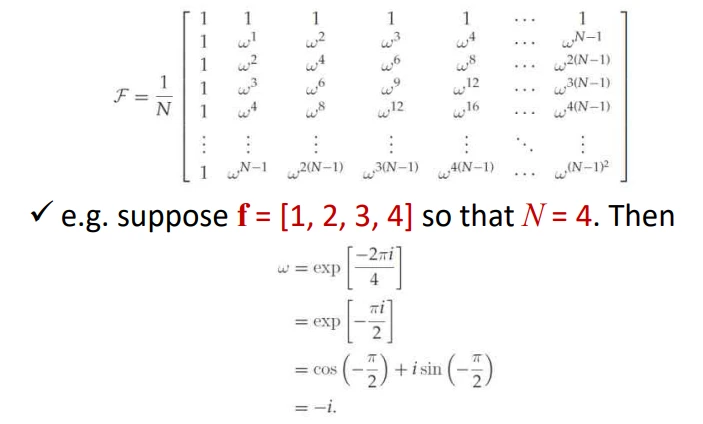 1 1 1 1 1 ⋯ 1
1 ω¹ ω² ω³ ω⁴ ⋯ ω^{N−1}
1 ω² ω⁴ ω⁶ ω⁸ ⋯ ω^{2(N−1)}
ℱ = 1/N 1 ω³ ω⁶ ω⁹ ω¹² ⋯ ω^{3(N−1)}
1 ω⁴ ω⁸ ω¹² ω¹⁶ ⋯ ω^{4(N−1)}
⋮ ⋮ ⋮ ⋮ ⋮ ⋱ ⋮
1 ω^{N−1} ω^{2(N−1)} ω^{3(N−1)} ω^{4(N−1)} ⋯ ω^{(N−1)²}
✓ e.g. suppose f = [1, 2, 3, 4] so that N = 4. Then
ω = exp [−2πi/4]
= exp [−πi/2]
= cos (−π/2) + i sin (−π/2)
= −i.